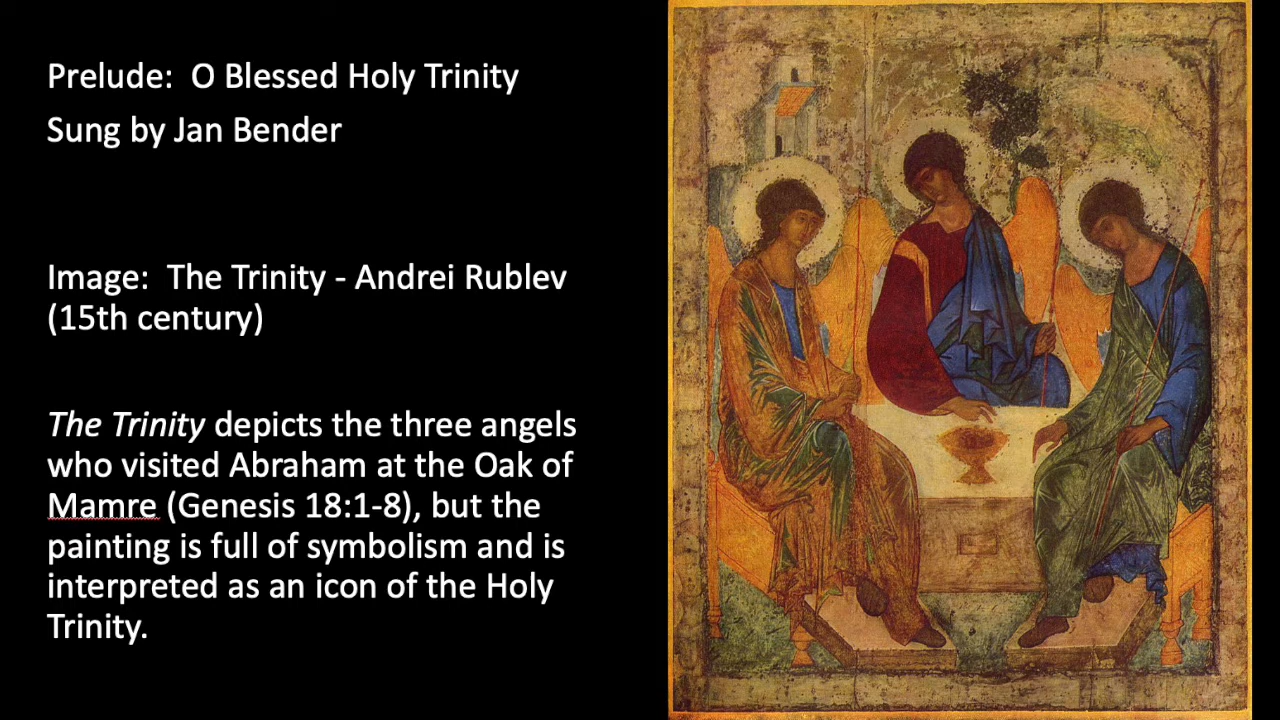 Prelude:  O Blessed Holy Trinity
Sung by Jan Bender
Image:  The Trinity - Andrei Rublev
(15th century)
The Trinity depicts the three angels
who visited Abraham at the Oak of
Mamre (Genesis 18:1-8), but the
painting is full of symbolism and is
interpreted as an icon of the Holy
Trinity.